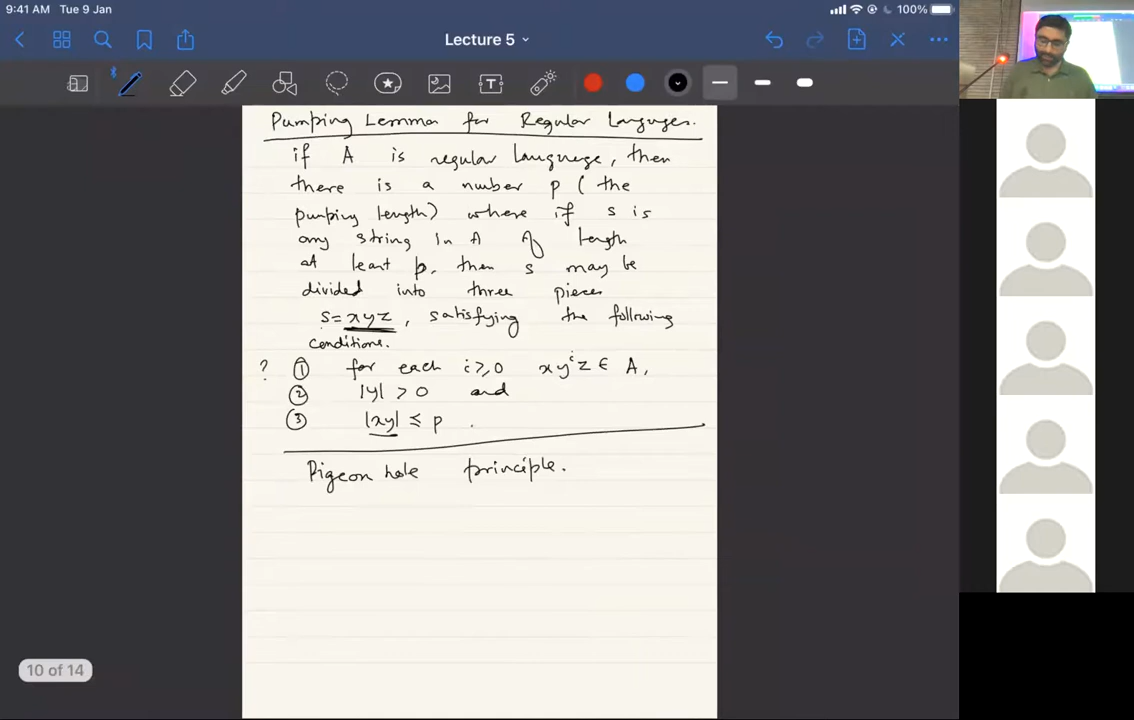 9:41 AM Tue 9 Jan
100%
Lecture 5
Pumping Lemma for Regular Languges.
if A is regular language, then
there is a number p ( the
pumping length) where if s is
any string in A of length
at least p, then s may be
divided into three pieces
s=xyz, satisfying the following
conditions.
? ① for each i≥0 xyⁱz ∈ A,
② |y| > 0 and
③ |xy| ≤ p .
Pigeon hole principle.
10 of 14